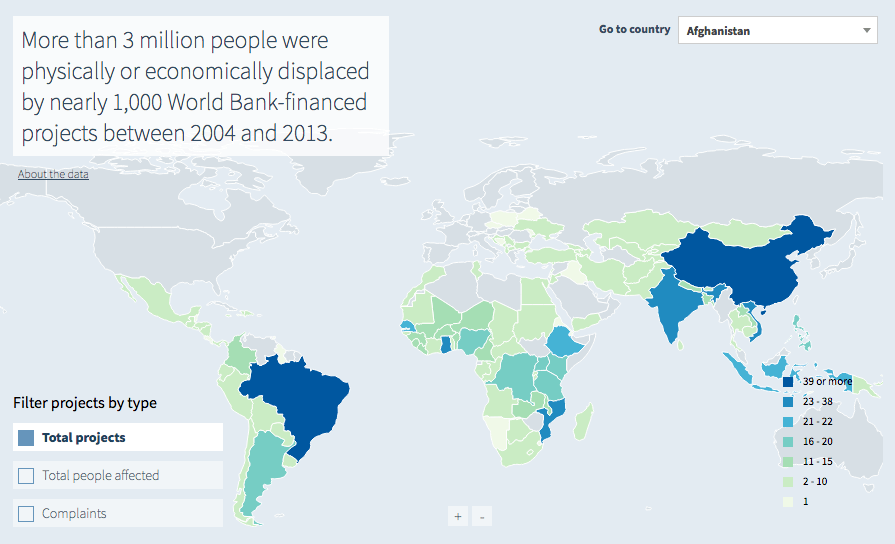 More than 3 million people were
physically or economically displaced
by nearly 1,000 World Bank-financed
projects between 2004 and 2013.
About the data
Go to country
Afghanistan
Filter projects by type
Total projects
Total people affected
Complaints
+ -
39 or more
23 - 38
21 - 22
16 - 20
11 - 15
2 - 10
1